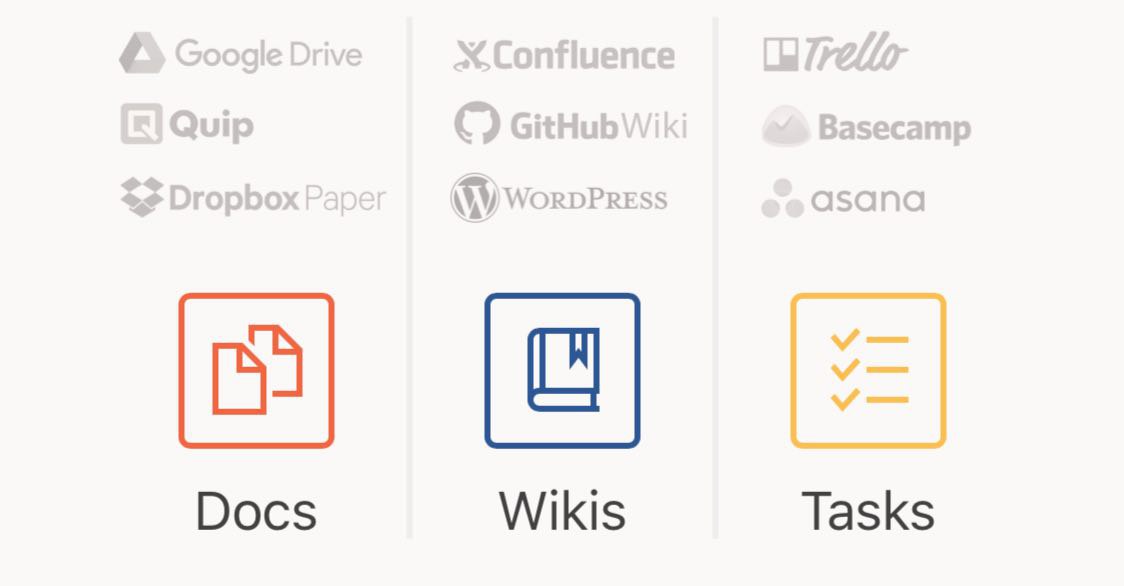 Google Drive
Quip
Dropbox Paper
Confluence
GitHub Wiki
WordPress
Trello
Basecamp
asana
Docs
Wikis
Tasks